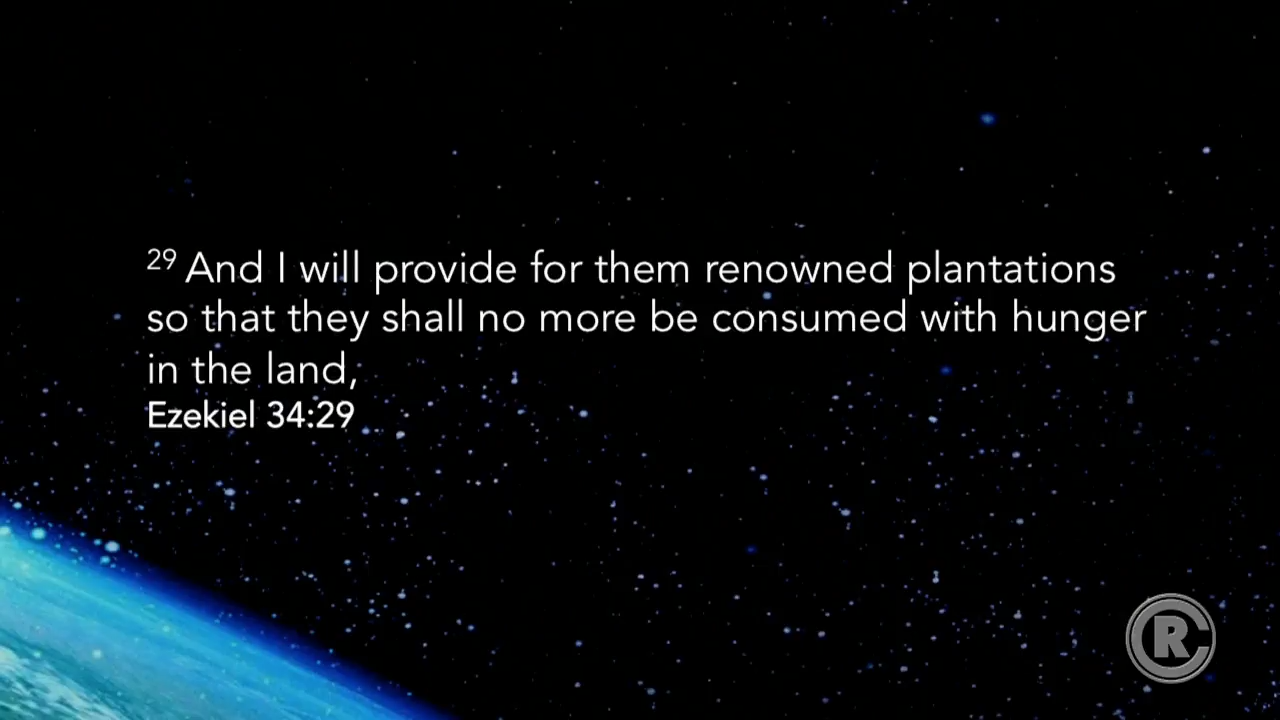 29 And I will provide for them renowned plantations
so that they shall no more be consumed with hunger
in the land,
Ezekiel 34:29
RC